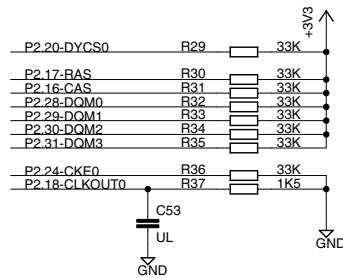 +3V3
P2.20-DYCS0 R29 33K
P2.17-RAS R30 33K
P2.16-CAS R31 33K
P2.28-DQM0 R32 33K
P2.29-DQM1 R33 33K
P2.30-DQM2 R34 33K
P2.31-DQM3 R35 33K
P2.24-CKE0 R36 33K
P2.18-CLKOUT0 R37 1K5
C53
UL
GND
GND